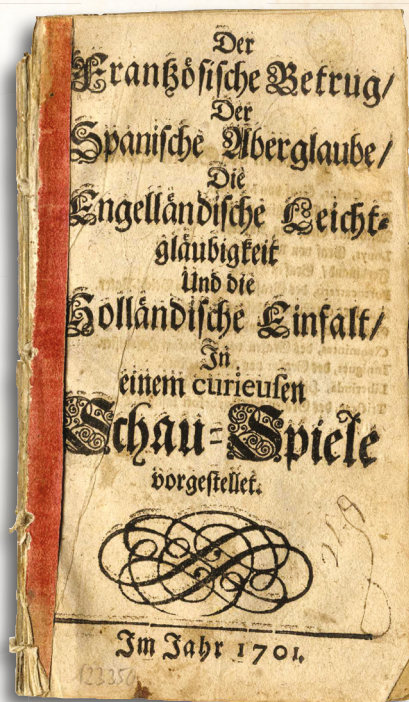 Der
Frantzösische Betrug/
Der
Spanische Aberglaube/
Die
Engelländische Leicht=
gläubigkeit
Und die
Holländische Einfalt/
In
einem curieusen
Schau=Spiele
vorgestellet.
Im Jahr 1701.
123350